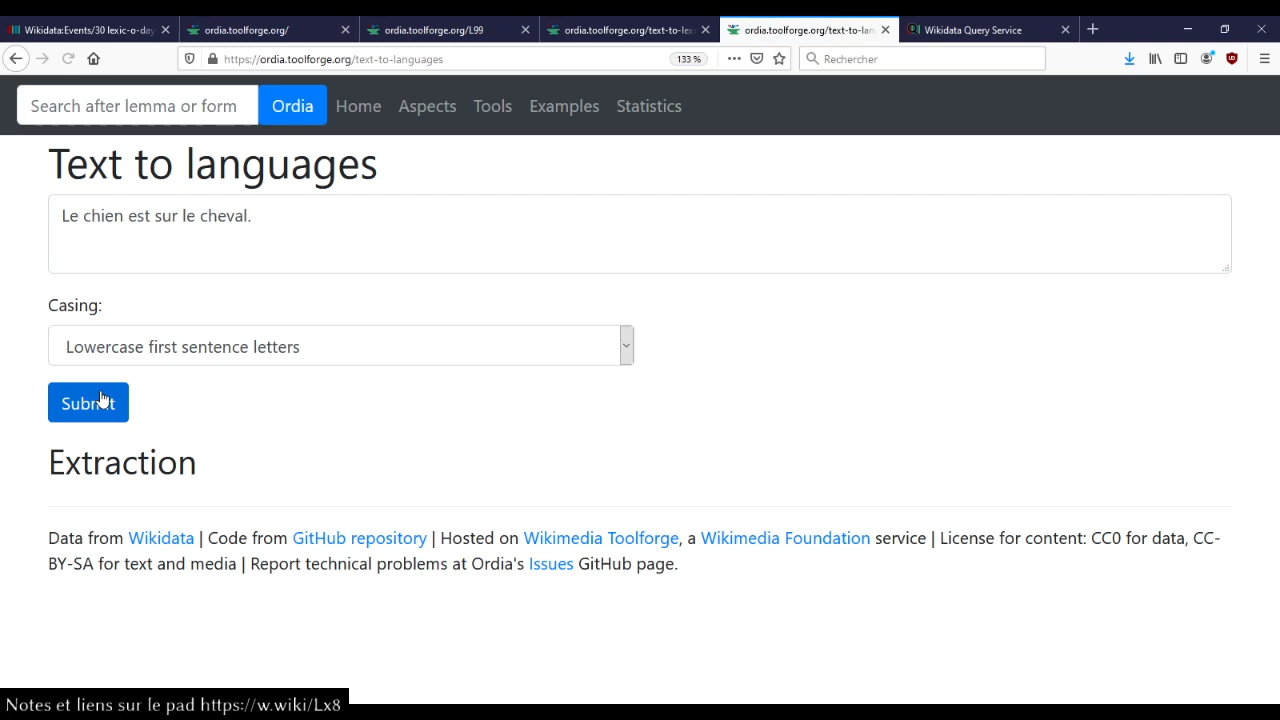 Wikidata:Events/30 lexic-o-da
ordia.toolforge.org/
ordia.toolforge.org/L99
ordia.toolforge.org/text-to-lex
ordia.toolforge.org/text-to-lan
Wikidata Query Service
https://ordia.toolforge.org/text-to-languages
133 %
Rechercher
Search after lemma or form
Ordia
Home
Aspects
Tools
Examples
Statistics
Text to languages
Le chien est sur le cheval.
Casing:
Lowercase first sentence letters
Submit
Extraction
Data from Wikidata | Code from GitHub repository | Hosted on Wikimedia Toolforge, a Wikimedia Foundation service | License for content: CC0 for data, CC-
BY-SA for text and media | Report technical problems at Ordia's Issues GitHub page.
Notes et liens sur le pad https://w.wiki/Lx8